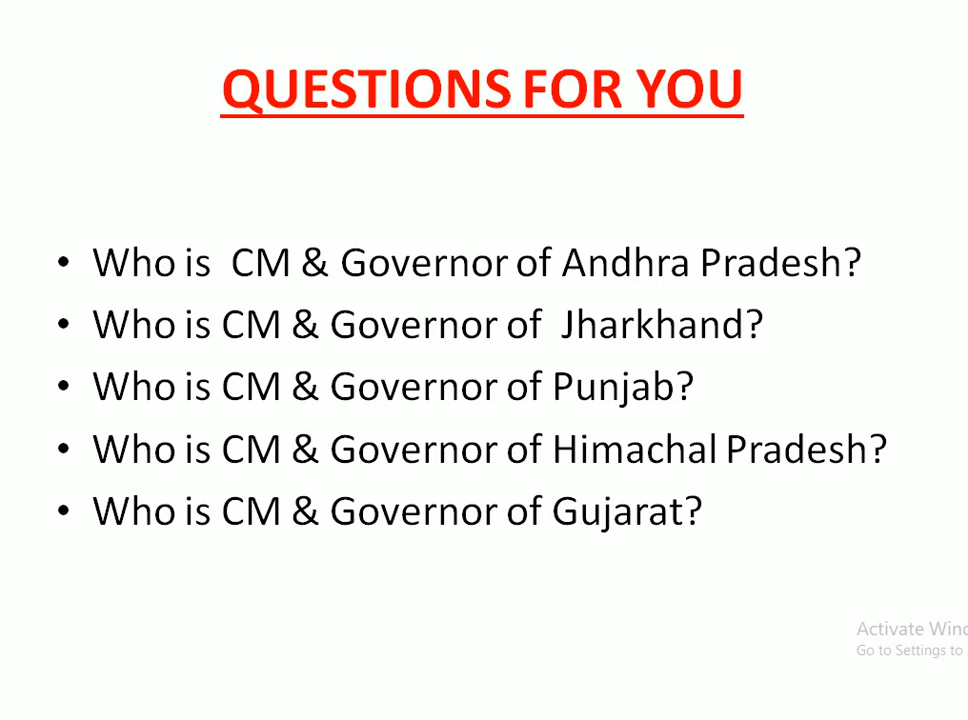 QUESTIONS FOR YOU
• Who is CM & Governor of Andhra Pradesh?
• Who is CM & Governor of Jharkhand?
• Who is CM & Governor of Punjab?
• Who is CM & Governor of Himachal Pradesh?
• Who is CM & Governor of Gujarat?
Activate Wind
Go to Settings to